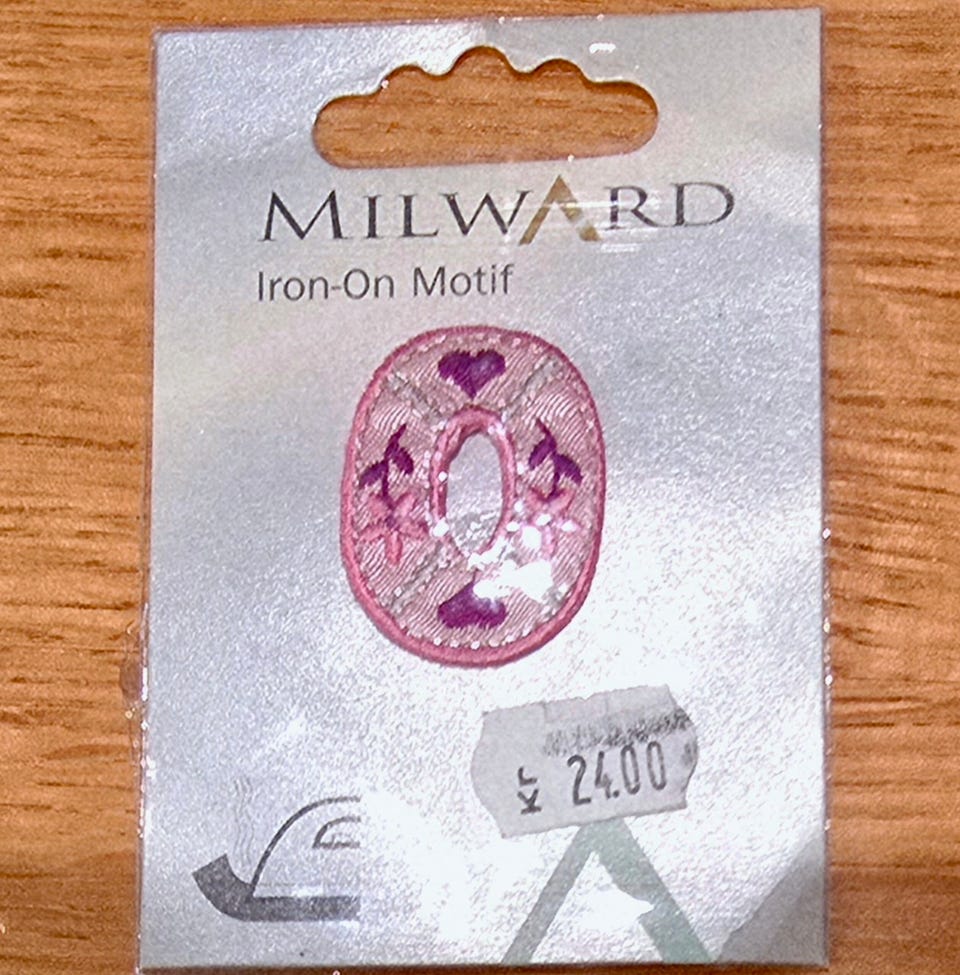 MILWARD
Iron-On Motif
O
Kr 24.00